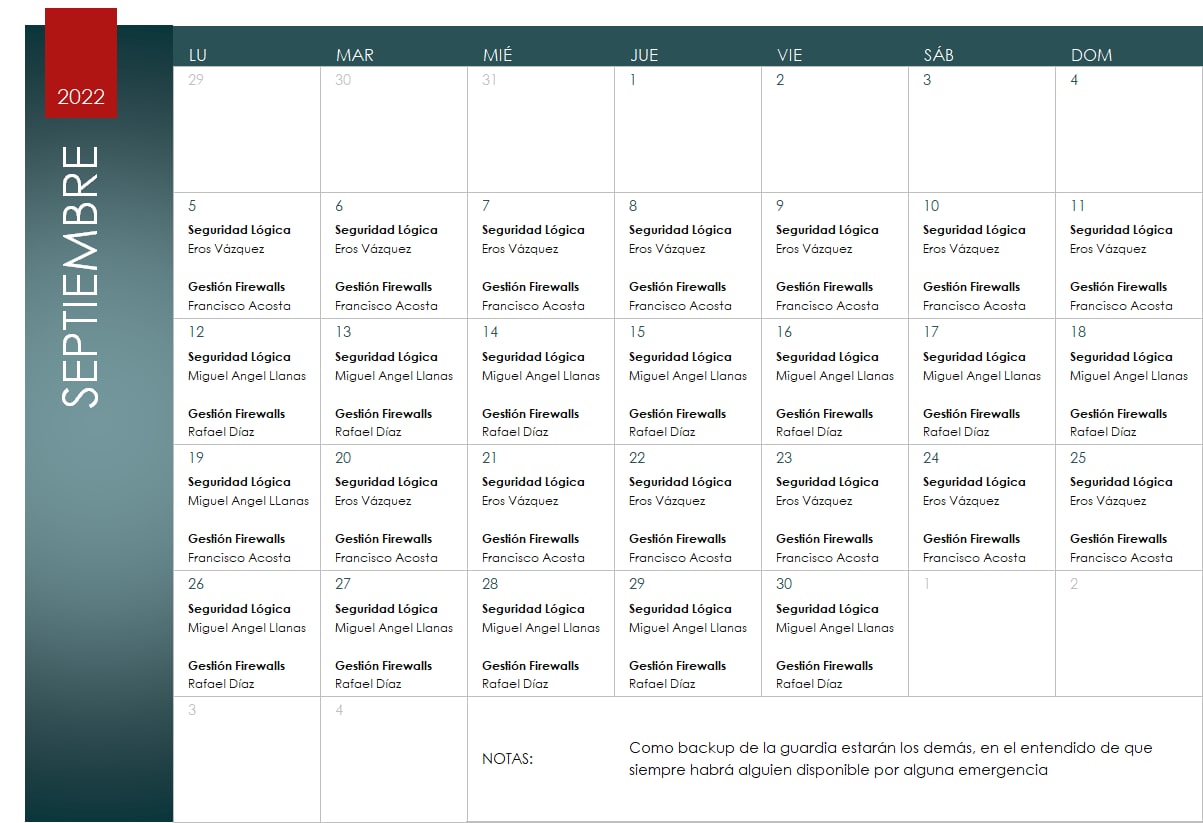 2022
SEPTIEMBRE
LU MAR MIÉ JUE VIE SÁB DOM
29 30 31 1 2 3 4
5 6 7 8 9 10 11
Seguridad Lógica Seguridad Lógica Seguridad Lógica Seguridad Lógica Seguridad Lógica Seguridad Lógica Seguridad Lógica
Eros Vázquez Eros Vázquez Eros Vázquez Eros Vázquez Eros Vázquez Eros Vázquez Eros Vázquez
Gestión Firewalls Gestión Firewalls Gestión Firewalls Gestión Firewalls Gestión Firewalls Gestión Firewalls Gestión Firewalls
Francisco Acosta Francisco Acosta Francisco Acosta Francisco Acosta Francisco Acosta Francisco Acosta Francisco Acosta
12 13 14 15 16 17 18
Seguridad Lógica Seguridad Lógica Seguridad Lógica Seguridad Lógica Seguridad Lógica Seguridad Lógica Seguridad Lógica
Miguel Angel Llanas Miguel Angel Llanas Miguel Angel Llanas Miguel Angel Llanas Miguel Angel Llanas Miguel Angel Llanas Miguel Angel Llanas
Gestión Firewalls Gestión Firewalls Gestión Firewalls Gestión Firewalls Gestión Firewalls Gestión Firewalls Gestión Firewalls
Rafael Díaz Rafael Díaz Rafael Díaz Rafael Díaz Rafael Díaz Rafael Díaz Rafael Díaz
19 20 21 22 23 24 25
Seguridad Lógica Seguridad Lógica Seguridad Lógica Seguridad Lógica Seguridad Lógica Seguridad Lógica Seguridad Lógica
Miguel Angel LLanas Eros Vázquez Eros Vázquez Eros Vázquez Eros Vázquez Eros Vázquez Eros Vázquez
Gestión Firewalls Gestión Firewalls Gestión Firewalls Gestión Firewalls Gestión Firewalls Gestión Firewalls Gestión Firewalls
Francisco Acosta Francisco Acosta Francisco Acosta Francisco Acosta Francisco Acosta Francisco Acosta Francisco Acosta
26 27 28 29 30 1 2
Seguridad Lógica Seguridad Lógica Seguridad Lógica Seguridad Lógica Seguridad Lógica
Miguel Angel Llanas Miguel Angel Llanas Miguel Angel Llanas Miguel Angel Llanas Miguel Angel Llanas
Gestión Firewalls Gestión Firewalls Gestión Firewalls Gestión Firewalls Gestión Firewalls
Rafael Díaz Rafael Díaz Rafael Díaz Rafael Díaz Rafael Díaz
3 4
NOTAS:
Como backup de la guardia estarán los demás, en el entendido de que
siempre habrá alguien disponible por alguna emergencia